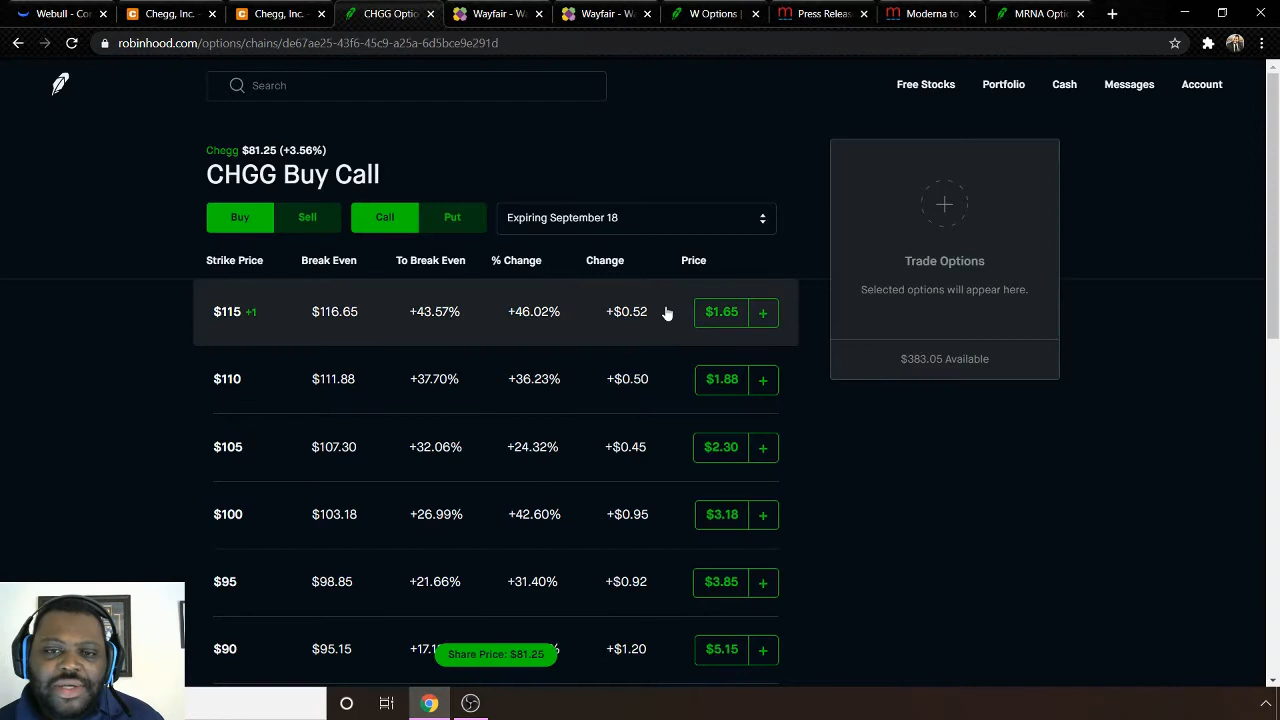 Webull - Co
Chegg, Inc. -
Chegg, Inc. -
CHGG Optio
Wayfair - Wa
Wayfair - We
W Options |
Press Releas
Moderna to
MRNA Optio
robinhood.com/options/chains/de67ae25-43f6-45c9-a25a-6d5bce9e291d
Search
Free Stocks Portfolio Cash Messages Account
Chegg $81.25 (+3.56%)
CHGG Buy Call
Buy Sell Call Put Expiring September 18
Strike Price Break Even To Break Even % Change Change Price
$115 +1 $116.65 +43.57% +46.02% +$0.52 $1.65 +
$110 $111.88 +37.70% +36.23% +$0.50 $1.88 +
$105 $107.30 +32.06% +24.32% +$0.45 $2.30 +
$100 $103.18 +26.99% +42.60% +$0.95 $3.18 +
$95 $98.85 +21.66% +31.40% +$0.92 $3.85 +
$90 $95.15 +17.1 +$1.20 $5.15 +
Share Price: $81.25
Trade Options
Selected options will appear here.
$383.05 Available